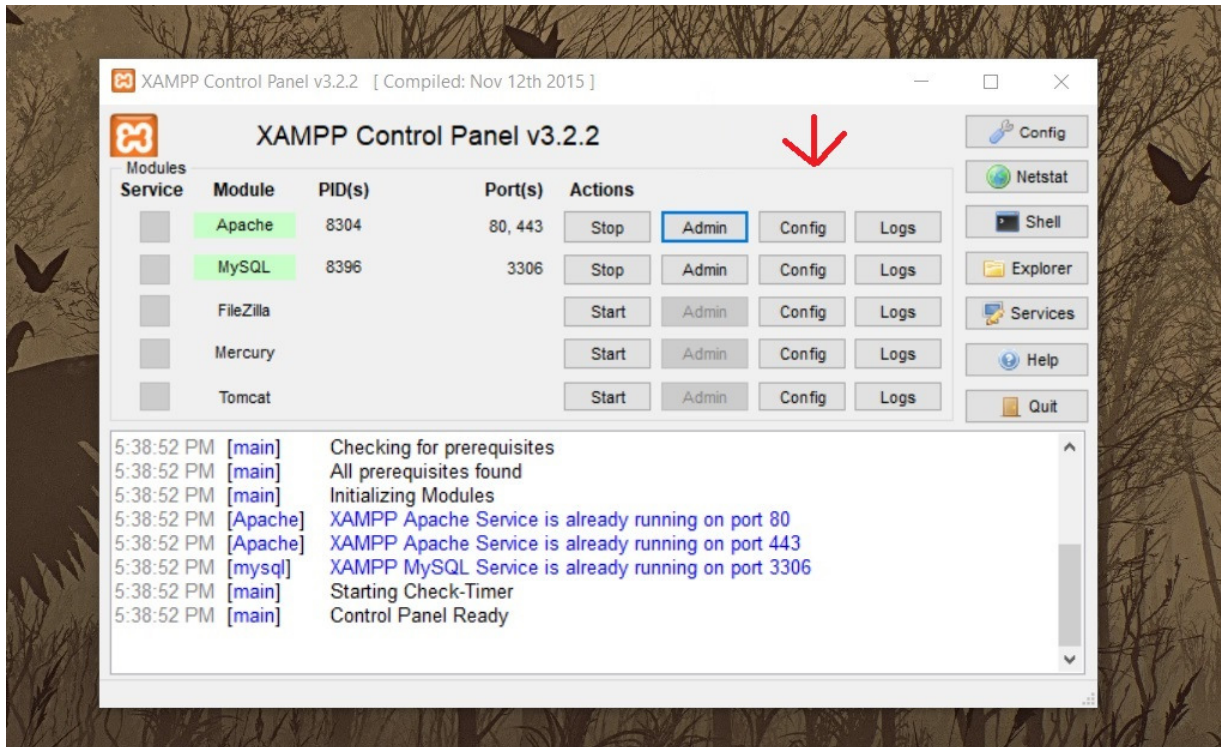 XAMPP Control Panel v3.2.2 [ Compiled: Nov 12th 2015 ]
XAMPP Control Panel v3.2.2
Config
Modules
Service Module PID(s) Port(s) Actions
Netstat
Apache 8304 80, 443 Stop Admin Config Logs
Shell
MySQL 8396 3306 Stop Admin Config Logs
Explorer
FileZilla Start Admin Config Logs
Services
Mercury Start Admin Config Logs
Help
Tomcat Start Admin Config Logs
Quit
5:38:52 PM [main] Checking for prerequisites
5:38:52 PM [main] All prerequisites found
5:38:52 PM [main] Initializing Modules
5:38:52 PM [Apache] XAMPP Apache Service is already running on port 80
5:38:52 PM [Apache] XAMPP Apache Service is already running on port 443
5:38:52 PM [mysql] XAMPP MySQL Service is already running on port 3306
5:38:52 PM [main] Starting Check-Timer
5:38:52 PM [main] Control Panel Ready